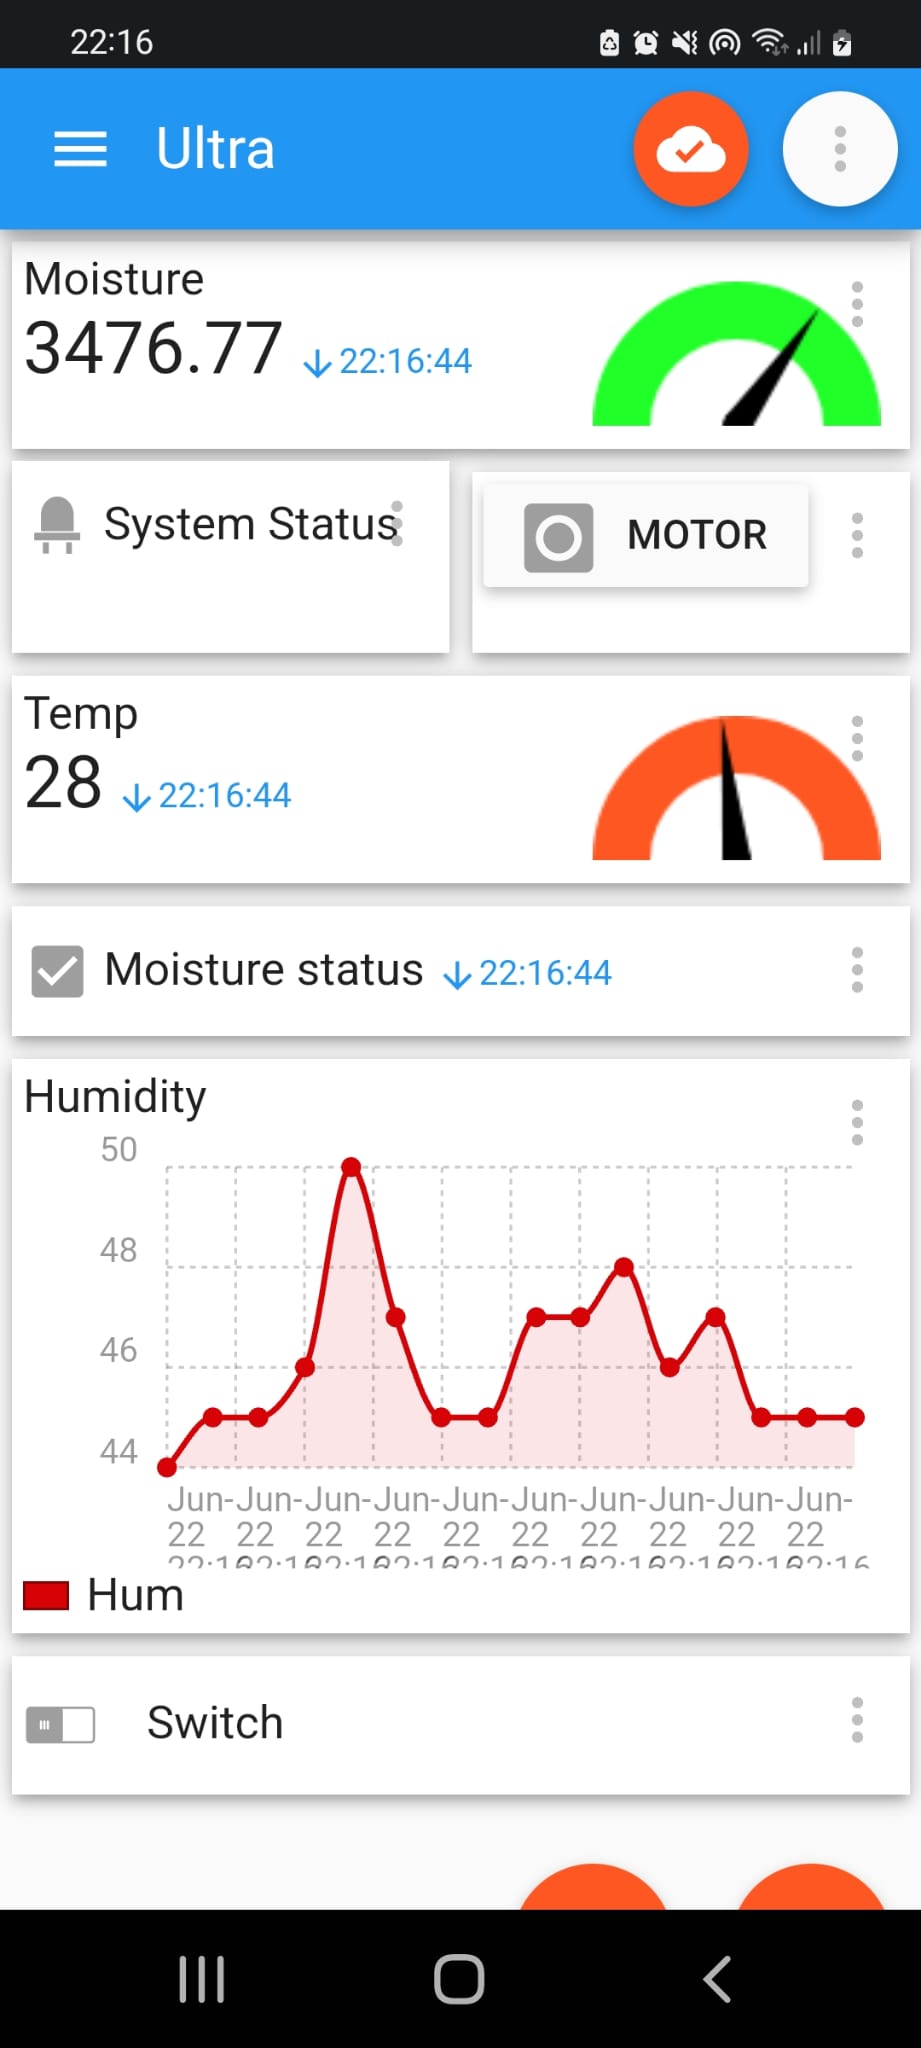 22:16
Ultra
Moisture
3476.77 22:16:44
System Status
MOTOR
Temp
28 22:16:44
Moisture status 22:16:44
Humidity
50
48
46
44
Jun- Jun- Jun- Jun- Jun- Jun- Jun- Jun- Jun- Jun-
22 22 22 22 22 22 22 22 22 22
Hum
Switch